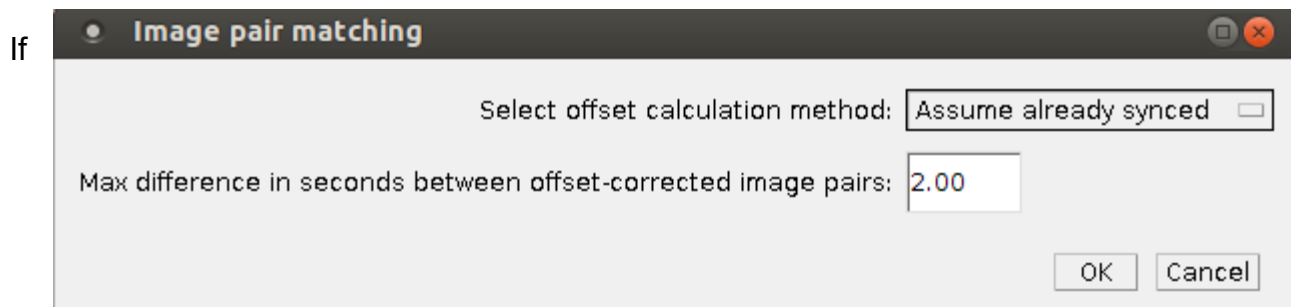 If
Image pair matching
Select offset calculation method: Assume already synced
Max difference in seconds between offset-corrected image pairs: 2.00
OK Cancel